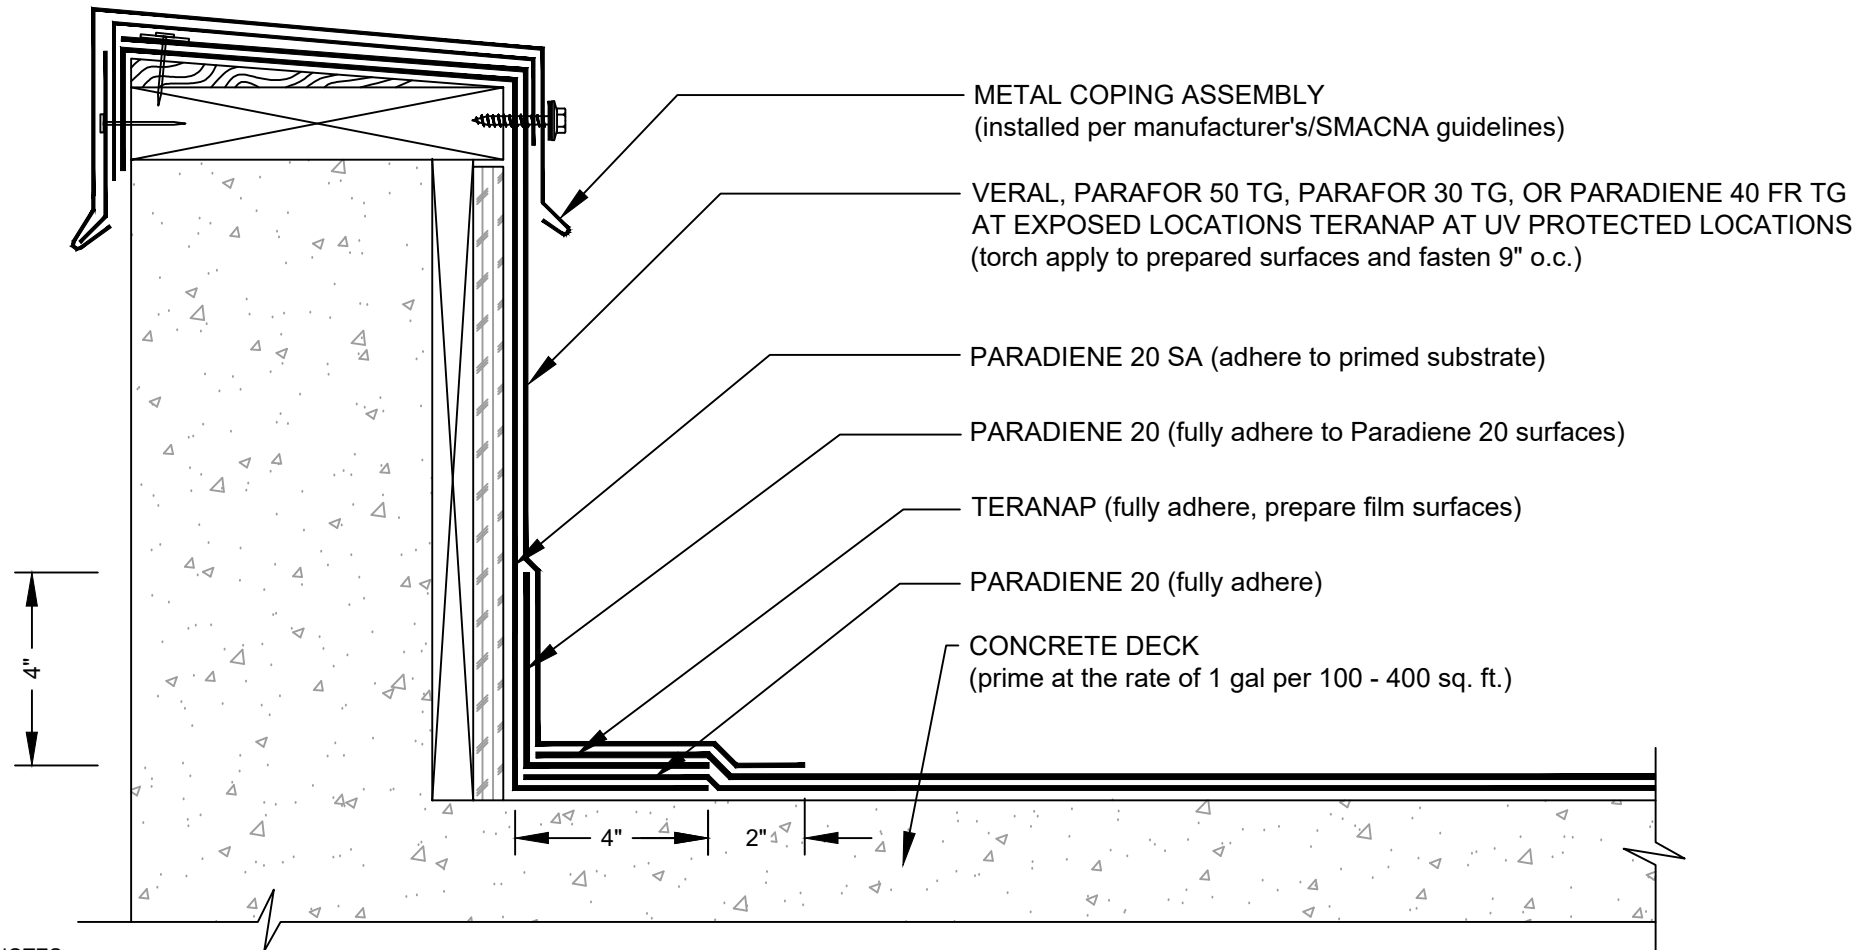 METAL COPING ASSEMBLY
(installed per manufacturer's/SMACNA guidelines)
VERAL, PARAFOR 50 TG, PARAFOR 30 TG, OR PARADIENE 40 FR TG
AT EXPOSED LOCATIONS TERANAP AT UV PROTECTED LOCATIONS
(torch apply to prepared surfaces and fasten 9" o.c.)
PARADIENE 20 SA (adhere to primed substrate)
PARADIENE 20 (fully adhere to Paradiene 20 surfaces)
TERANAP (fully adhere, prepare film surfaces)
PARADIENE 20 (fully adhere)
CONCRETE DECK
(prime at the rate of 1 gal per 100 - 400 sq. ft.)
4"
4"
2"